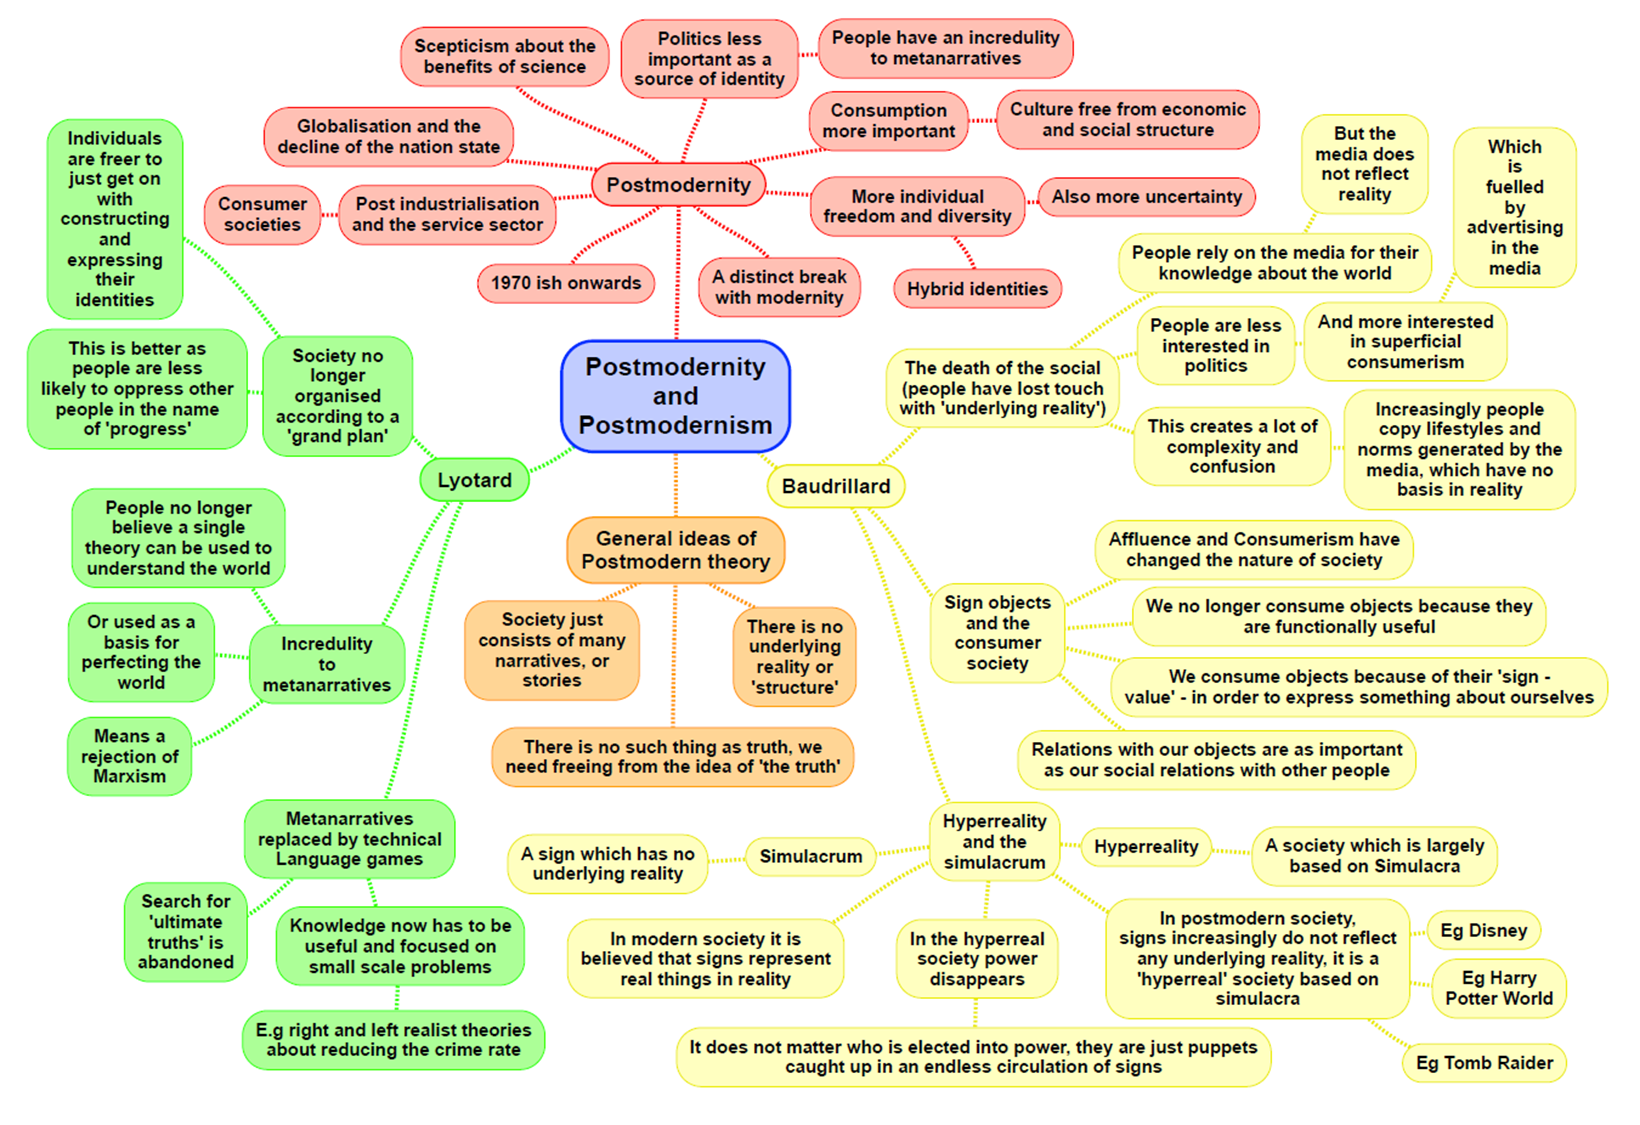 Scepticism about the
benefits of science
Politics less
important as a
source of identity
People have an incredulity
to metanarratives
Globalisation and the
decline of the nation state
Consumption
more important
Culture free from economic
and social structure
Postmodernity
Consumer
societies
Post industrialisation
and the service sector
More individual
freedom and diversity
Also more uncertainty
1970 ish onwards
A distinct break
with modernity
Hybrid identities
Postmodernity
and
Postmodernism
Lyotard
Individuals
are freer to
just get on
with
constructing
and
expressing
their
identities
This is better as
people are less
likely to oppress other
people in the name
of 'progress'
Society no
longer
organised
according to a
'grand plan'
People no longer
believe a single
theory can be used to
understand the world
Or used as a
basis for
perfecting the
world
Means a
rejection of
Marxism
Incredulity
to
metanarratives
Metanarratives
replaced by technical
Language games
Search for
'ultimate
truths' is
abandoned
Knowledge now has to be
useful and focused on
small scale problems
E.g right and left realist theories
about reducing the crime rate
General ideas of
Postmodern theory
Society just
consists of many
narratives, or
stories
There is no
underlying
reality or
'structure'
There is no such thing as truth, we
need freeing from the idea of 'the truth'
Baudrillard
The death of the social
(people have lost touch
with 'underlying reality')
But the
media does
not reflect
reality
People rely on the media for their
knowledge about the world
Which
is
fuelled
by
advertising
in the
media
People are less
interested in
politics
And more interested
in superficial
consumerism
This creates a lot of
complexity and
confusion
Increasingly people
copy lifestyles and
norms generated by the
media, which have no
basis in reality
Sign objects
and the
consumer
society
Affluence and Consumerism have
changed the nature of society
We no longer consume objects because they
are functionally useful
We consume objects because of their 'sign -
value' - in order to express something about ourselves
Relations with our objects are as important
as our social relations with other people
Hyperreality
and the
simulacrum
Simulacrum
A sign which has no
underlying reality
Hyperreality
A society which is largely
based on Simulacra
In modern society it is
believed that signs represent
real things in reality
In the hyperreal
society power
disappears
It does not matter who is elected into power, they are just puppets
caught up in an endless circulation of signs
In postmodern society,
signs increasingly do not reflect
any underlying reality, it is a
'hyperreal' society based on
simulacra
Eg Disney
Eg Harry
Potter World
Eg Tomb Raider